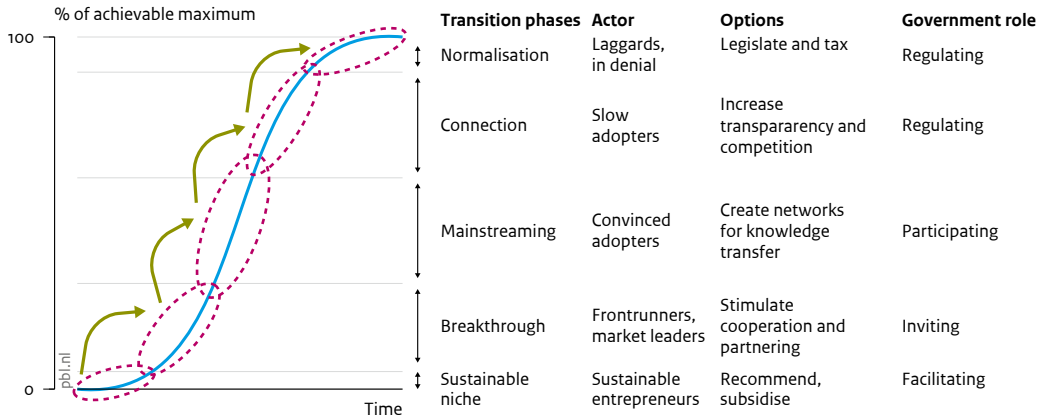 % of achievable maximum
Transition phases Actor Options Government role
100
Normalisation
Laggards,
in denial
Legislate and tax
Regulating
Connection
Slow
adopters
Increase
transpararency and
competition
Regulating
Mainstreaming
Convinced
adopters
Create networks
for knowledge
transfer
Participating
Breakthrough
Frontrunners,
market leaders
Stimulate
cooperation and
partnering
Inviting
Sustainable
niche
Sustainable
entrepreneurs
Recommend,
subsidise
Facilitating
0
pbl.nl
Time